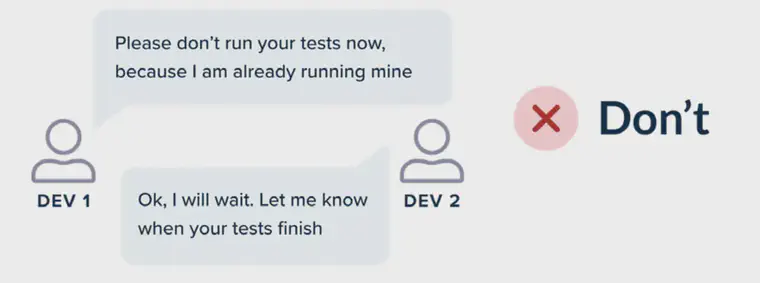 Please don’t run your tests now,
because I am already running mine
Don’t
DEV 1
DEV 2
Ok, I will wait. Let me know
when your tests finish